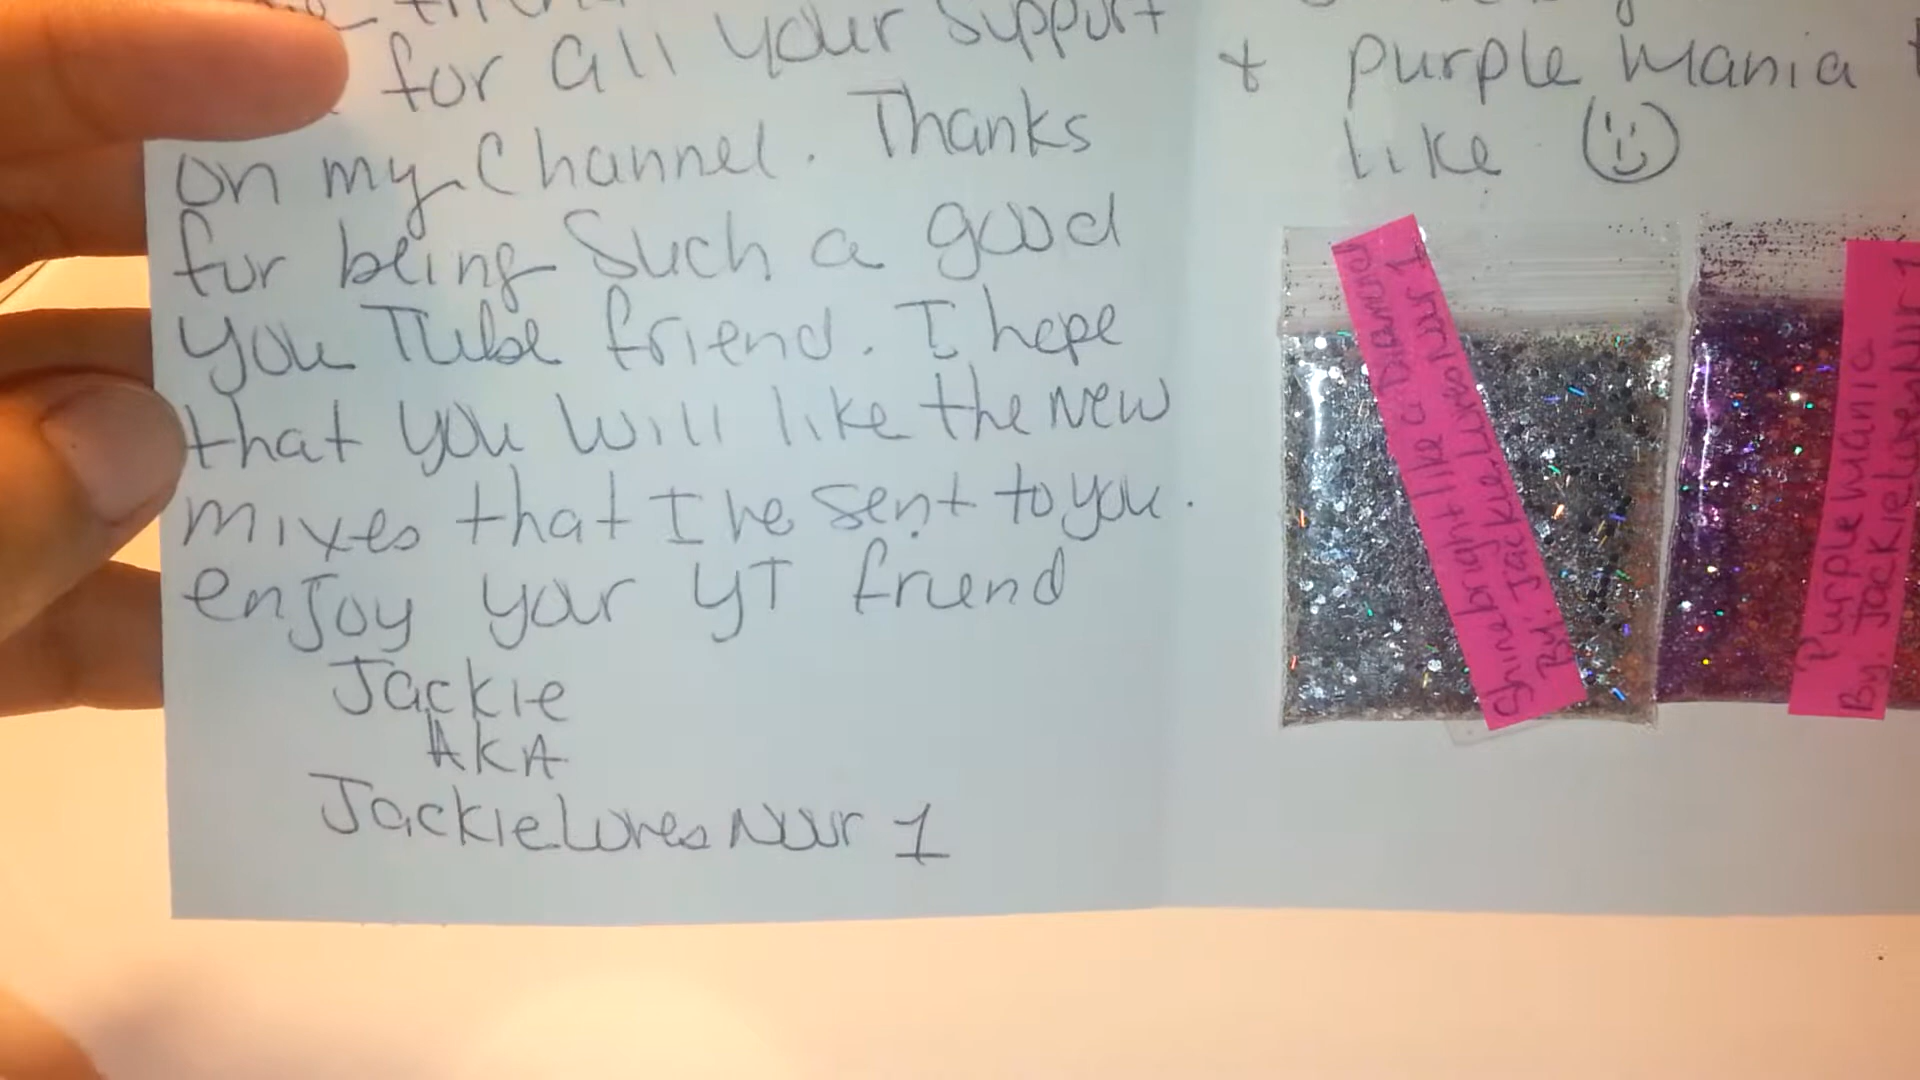 friend
for all your support
on my Channel. Thanks
for being Such a good
You Tube friend. I hope
that you will like the new
mixes that I've sent to you.
enjoy your YT friend
Jackie
AKA
JackieLovesNur 1
+ purple Mania
like
Shine bright like a Diamond
By: JackieLovesNur 1
Purple Mania
By. JackieLovesNur 1